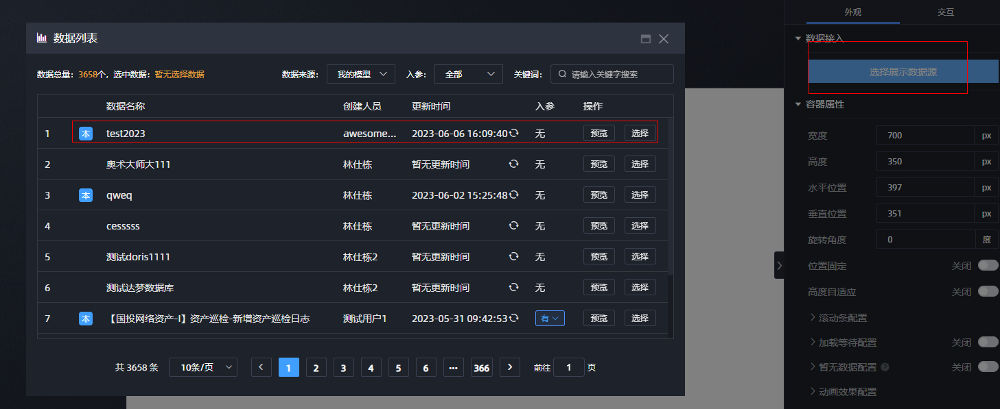 数据列表
数据总量： 3658个，选中数据： 暂无选择数据 数据来源： 我的模型 入参： 全部 关键词： 请输入关键字搜索
数据名称 创建人员 更新时间 入参 操作
1 本 test2023 awesome... 2023-06-06 16:09:40 无 预览 选择
2 奥术大师大111 林仕栋 暂无更新时间 无 预览 选择
3 本 qweq 林仕栋 2023-06-02 15:25:48 无 预览 选择
4 cesssss 林仕栋 暂无更新时间 无 预览 选择
5 测试doris1111 林仕栋2 暂无更新时间 无 预览 选择
6 测试达梦数据库 林仕栋2 暂无更新时间 无 预览 选择
7 本 【国投网络资产-I】资产巡检-新增资产巡检日志 测试用户1 2023-05-31 09:42:53 有 预览 选择
共 3658 条 10条/页 1 2 3 4 5 6 ... 366 前往 1 页
外观 交互
数据接入
选择展示数据源
容器属性
宽度 700 px
高度 350 px
水平位置 397 px
垂直位置 351 px
旋转角度 0 度
位置固定 关闭
高度自适应 关闭
滚动条配置
加载等待配置 关闭
暂无数据配置 ? 关闭
动画效果配置